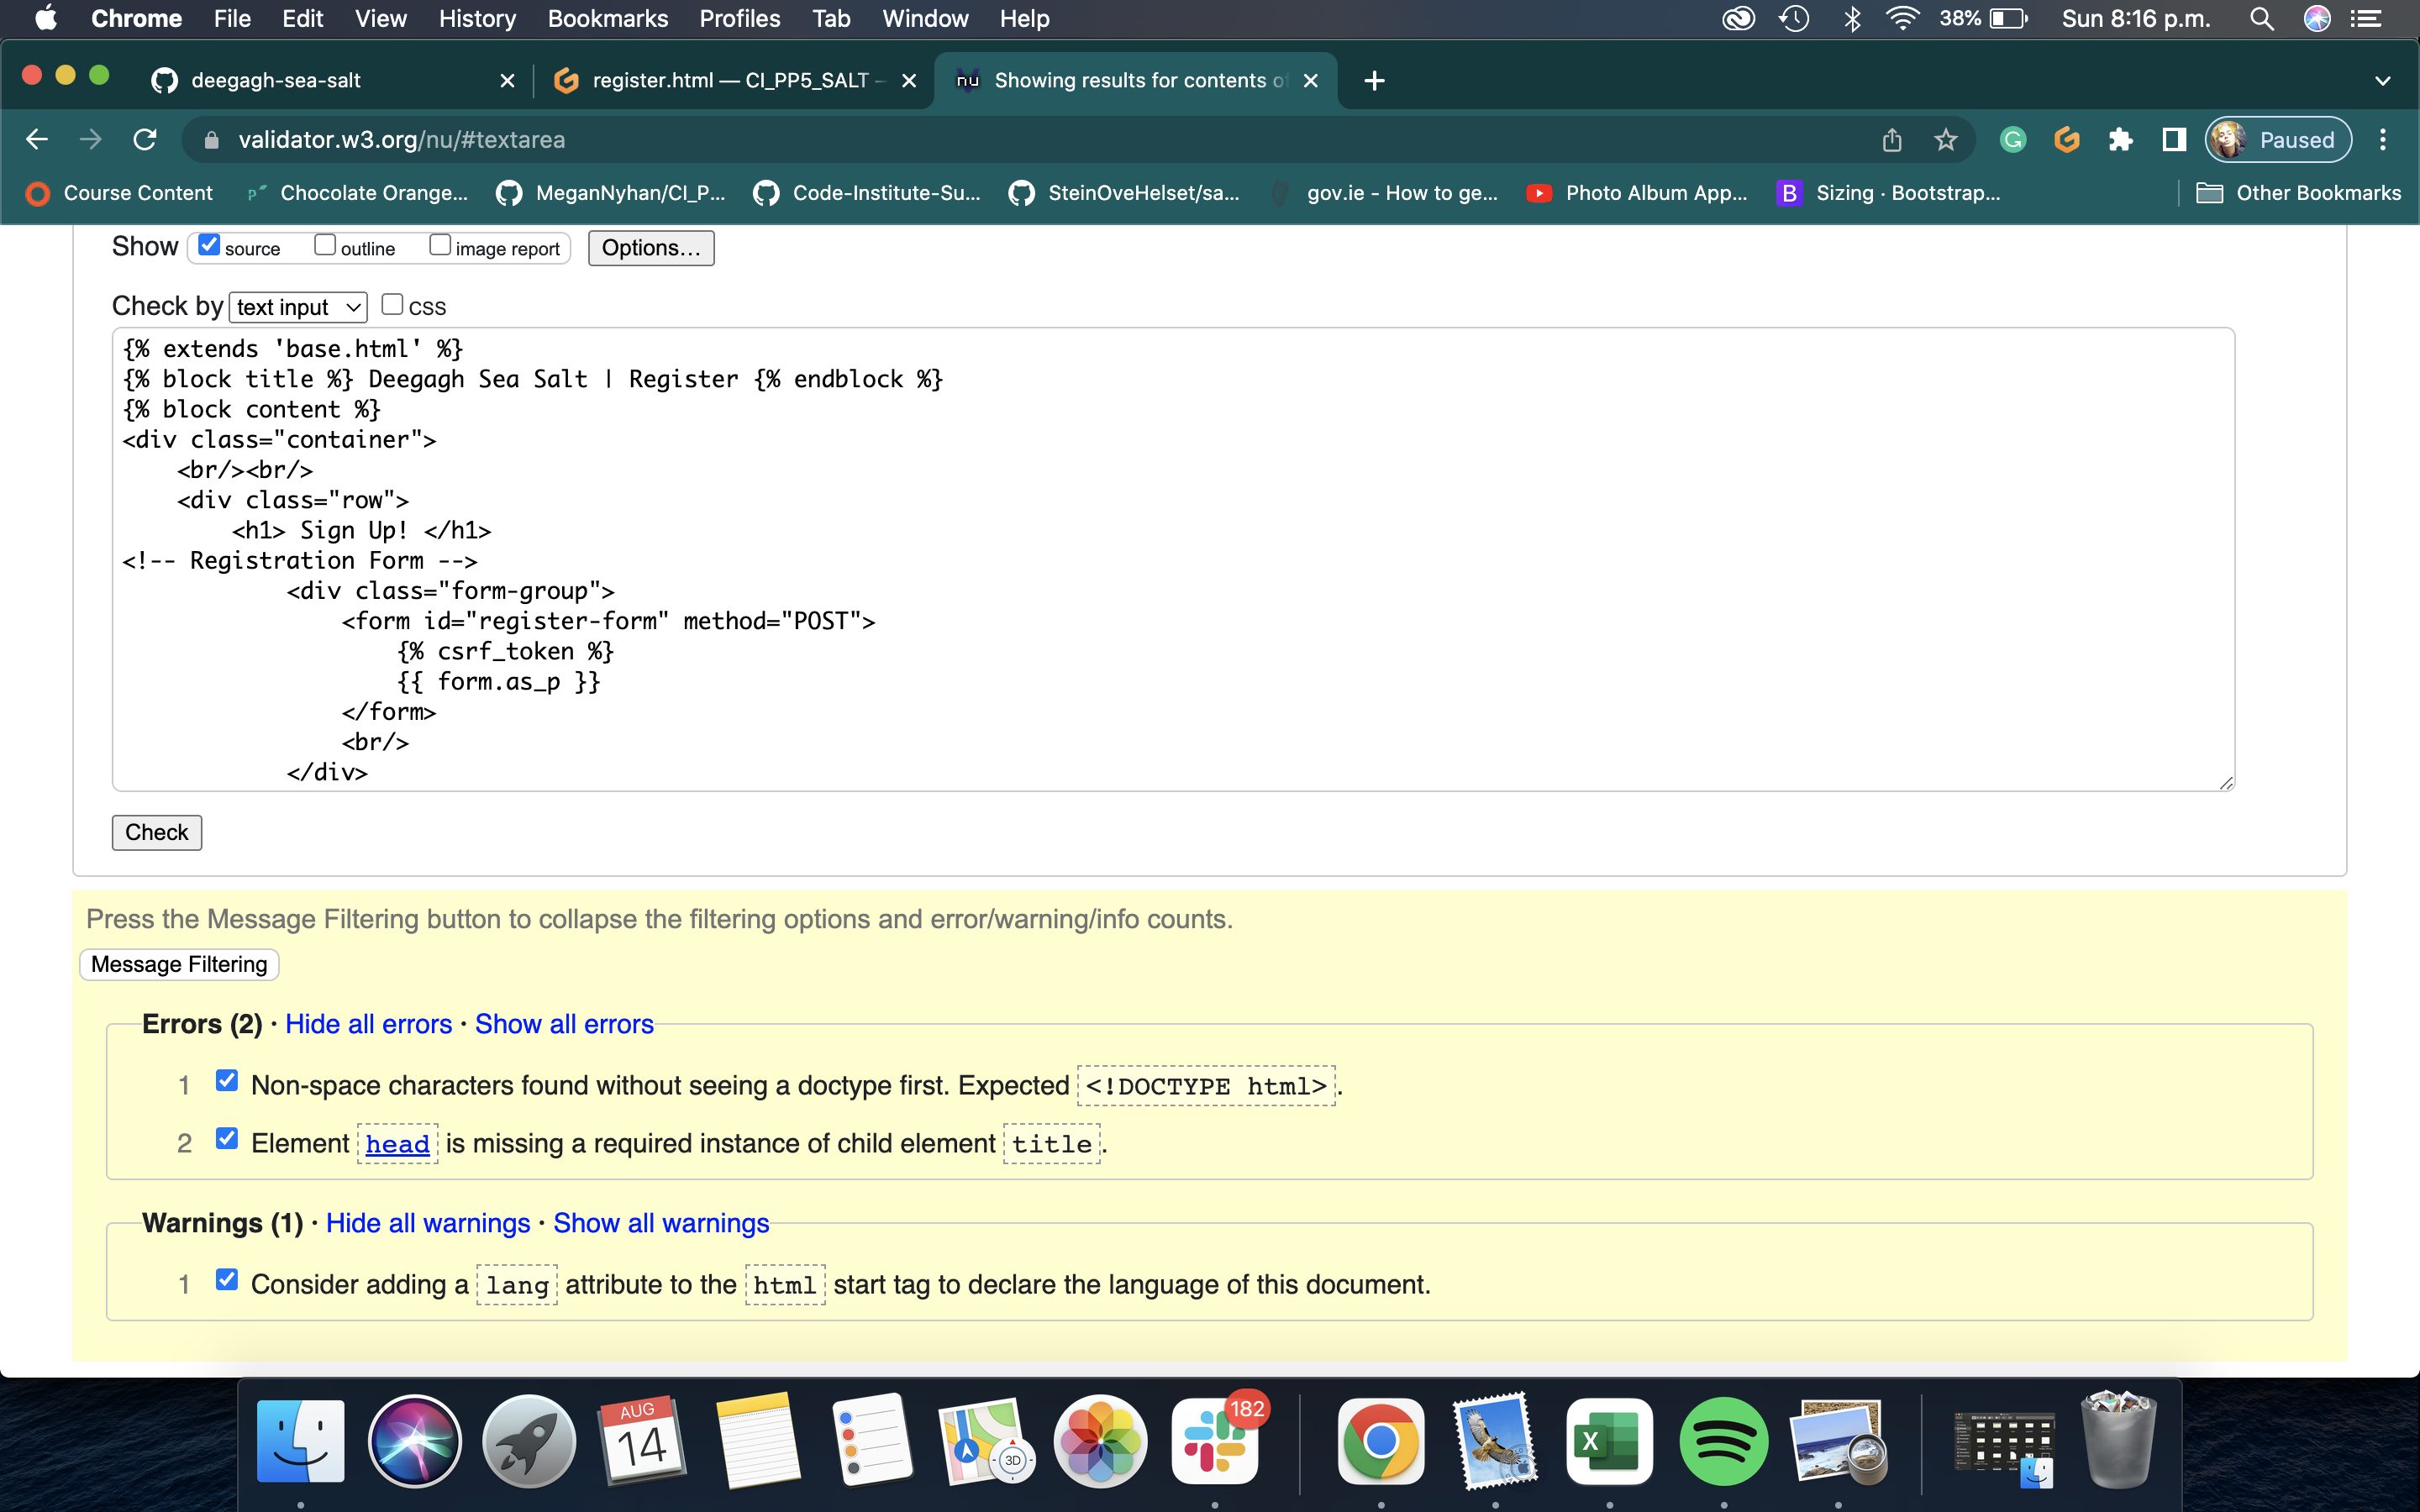 Chrome File Edit View History Bookmarks Profiles Tab Window Help 38% Sun 8:16 p.m.
deegagh-sea-salt register.html — CI_PP5_SALT – nu Showing results for contents of
validator.w3.org/nu/#textarea Paused
Course Content Chocolate Orange... MeganNyhan/CI_P... Code-Institute-Su... SteinOveHelset/sa... gov.ie - How to ge... Photo Album App... B Sizing · Bootstrap... Other Bookmarks
Show source outline image report Options...
Check by text input CSS
{% extends 'base.html' %}
{% block title %} Deegagh Sea Salt | Register {% endblock %}
{% block content %}
<div class="container">
<br/><br/>
<div class="row">
<h1> Sign Up! </h1>
<!-- Registration Form -->
<div class="form-group">
<form id="register-form" method="POST">
{% csrf_token %}
{{ form.as_p }}
</form>
<br/>
</div>
Check
Press the Message Filtering button to collapse the filtering options and error/warning/info counts.
Message Filtering
Errors (2) · Hide all errors · Show all errors
1 Non-space characters found without seeing a doctype first. Expected <!DOCTYPE html>.
2 Element head is missing a required instance of child element title.
Warnings (1) · Hide all warnings · Show all warnings
1 Consider adding a lang attribute to the html start tag to declare the language of this document.
AUG
14
3D
182
X